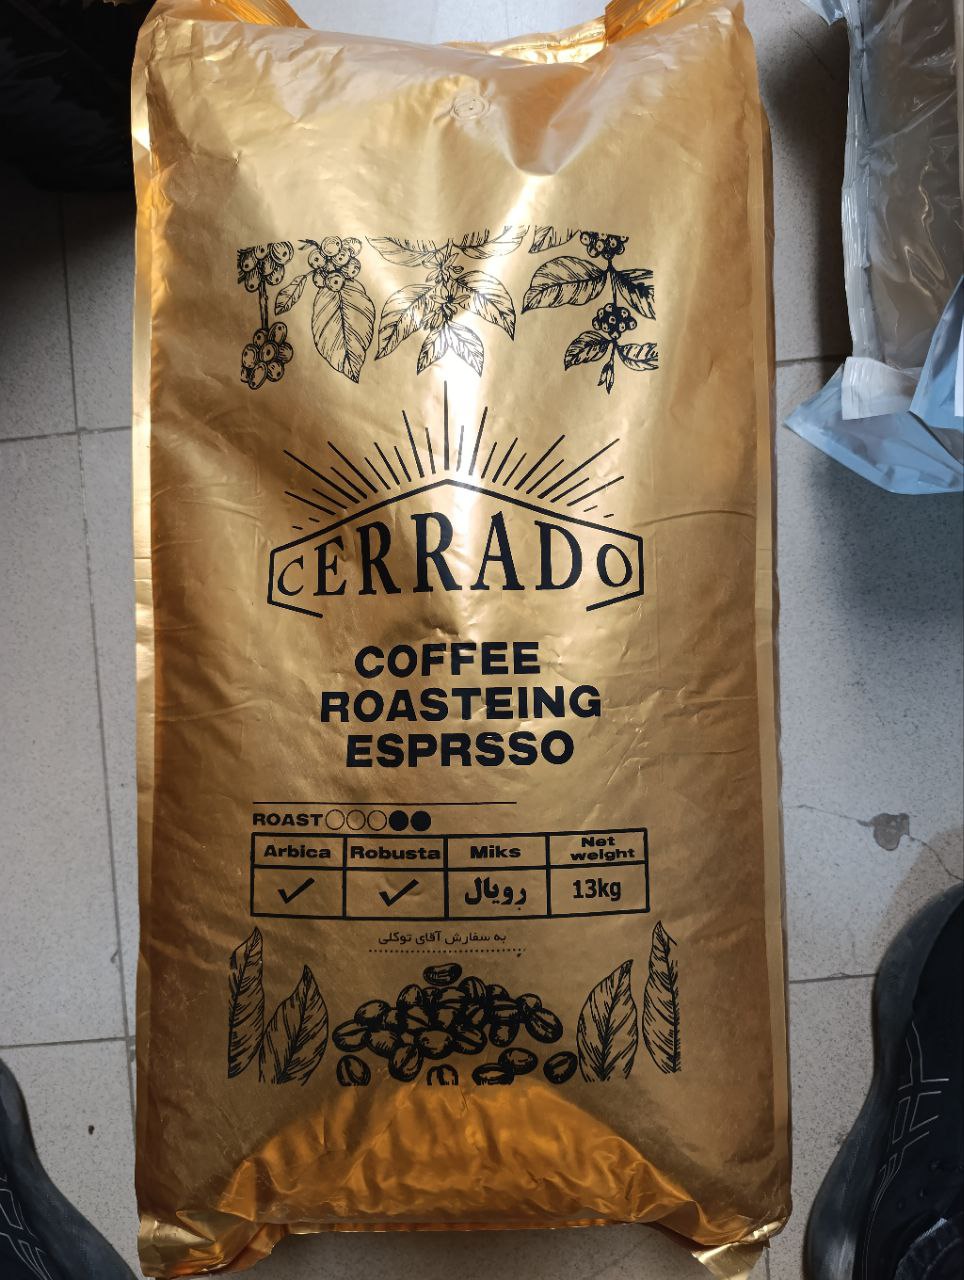 CERRADO
COFFEE
ROASTEING
ESPRSSO
ROAST
Arbica Robusta Miks Net weight
رویال 13kg
به سفارش آقای توکلی